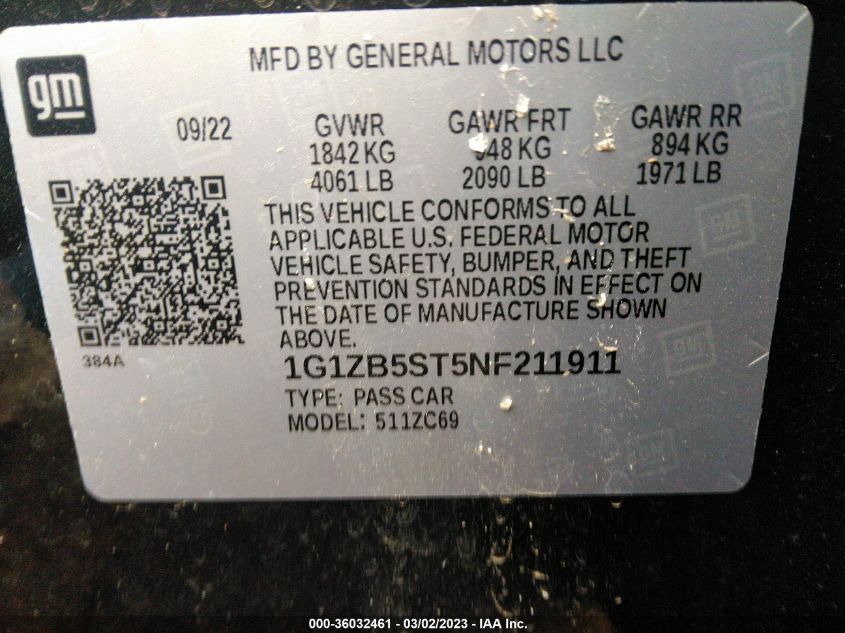 MFD BY GENERAL MOTORS LLC
gm
09/22 GVWR GAWR FRT GAWR RR
1842 KG 948 KG 894 KG
4061 LB 2090 LB 1971 LB
THIS VEHICLE CONFORMS TO ALL
APPLICABLE U.S. FEDERAL MOTOR
VEHICLE SAFETY, BUMPER, AND THEFT
PREVENTION STANDARDS IN EFFECT ON
THE DATE OF MANUFACTURE SHOWN
ABOVE.
384A
1G1ZB5ST5NF211911
TYPE: PASS CAR
MODEL: 511ZC69
000-36032461 - 03/02/2023 - IAA Inc.